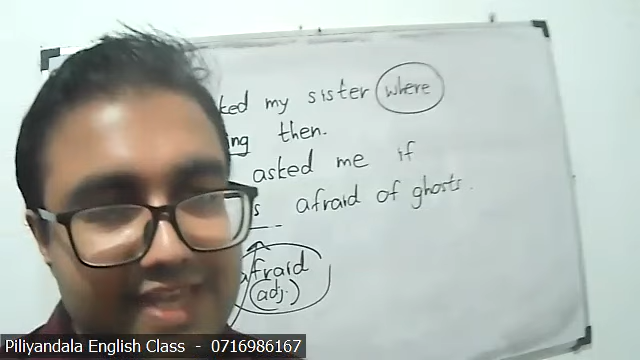 ked my sister where
ing then.
asked me if
s afraid of ghosts.
afraid
(adj.)
Piliyandala English Class - 0716986167